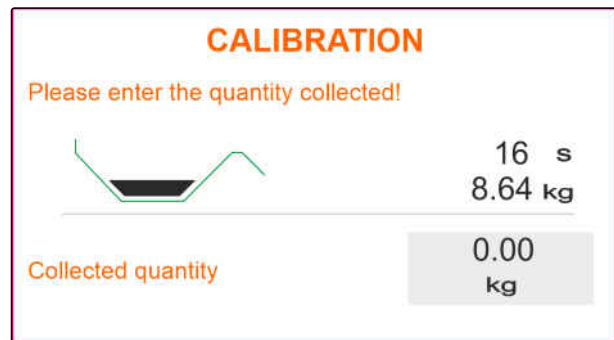 CALIBRATION
Please enter the quantity collected!
16 s
8.64 kg
Collected quantity
0.00
kg